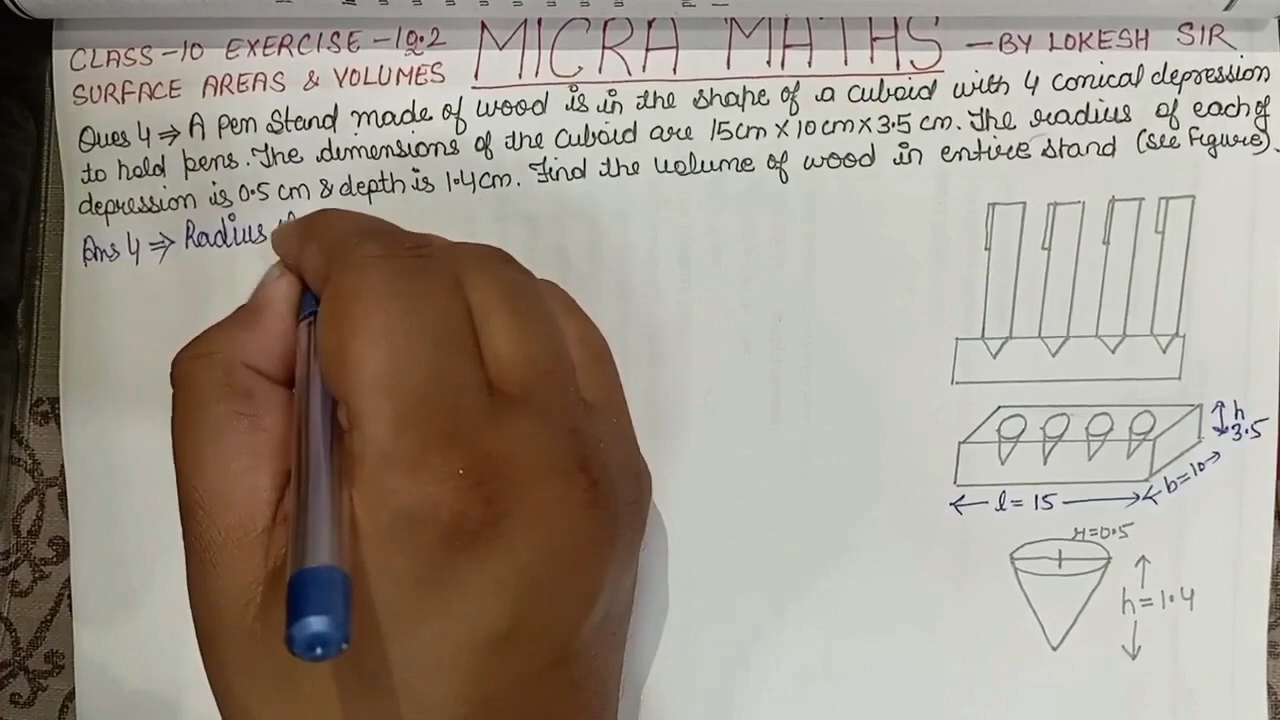 CLASS-10 EXERCISE-12.2 MICRA MATHS -BY LOKESH SIR
SURFACE AREAS & VOLUMES
Ques 4 ⇒ A Pen Stand made of wood is in the shape of a cuboid with 4 conical depression
to hold pens. The dimensions of the cuboid are 15cm × 10cm × 3.5 cm. The radius of each of
depression is 0.5 cm & depth is 1.4cm. Find the volume of wood in entire stand (see Figure).
Ans 4 ⇒ Radius
h
3.5
l = 15
b=10
r=0.5
h=1.4